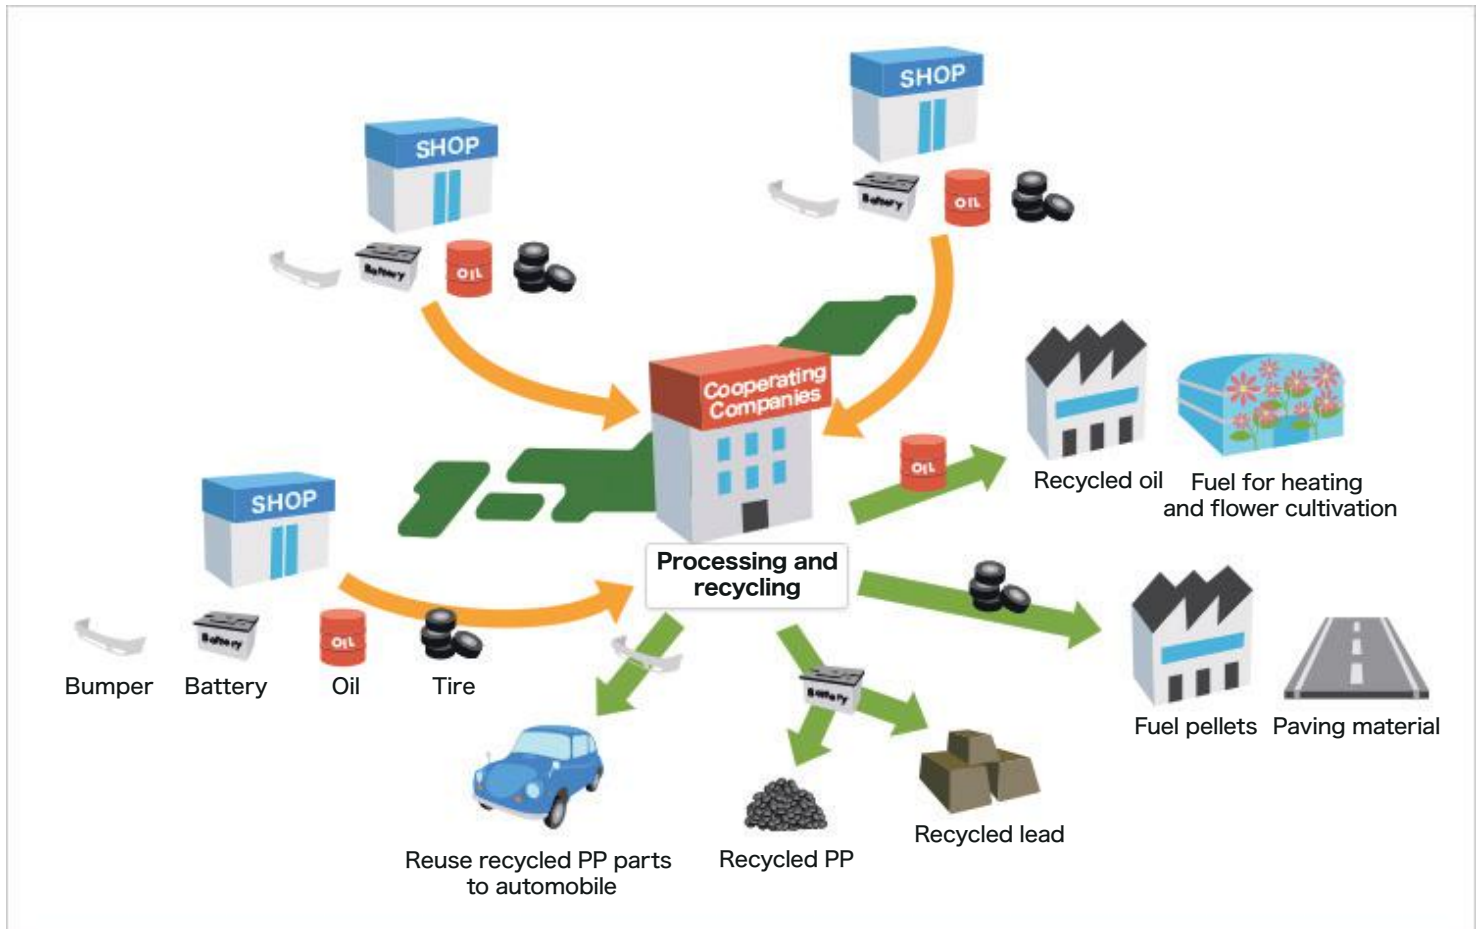 SHOP
Battery
OIL
SHOP
Battery
OIL
Cooperating
Companies
OIL
Recycled oil
Fuel for heating
and flower cultivation
SHOP
Battery
OIL
Bumper
Battery
Oil
Tire
Processing and
recycling
Fuel pellets
Paving material
Battery
Reuse recycled PP parts
to automobile
Recycled PP
Recycled lead